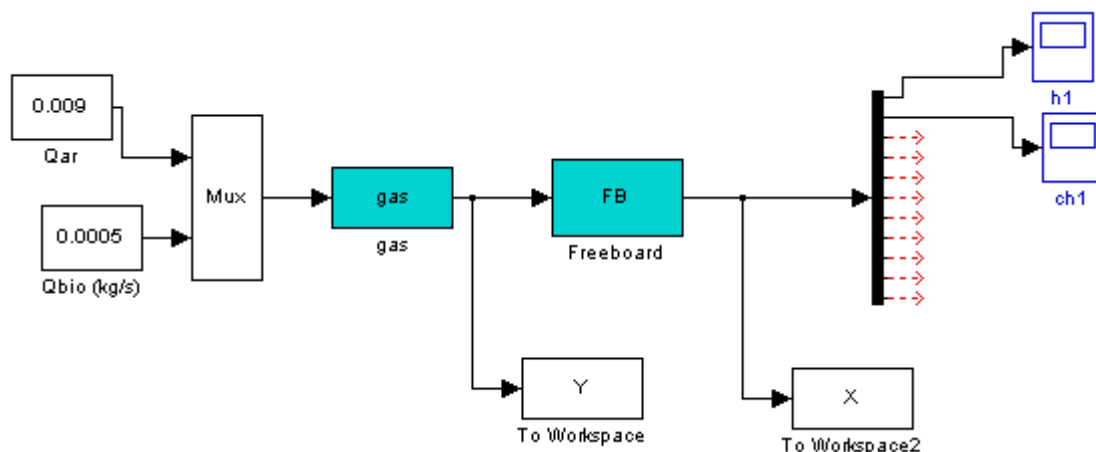 0.009
Qar
0.0005
Qbio (kg/s)
Mux
gas
gas
FB
Freeboard
h1
ch1
Y
To Workspace
X
To Workspace2